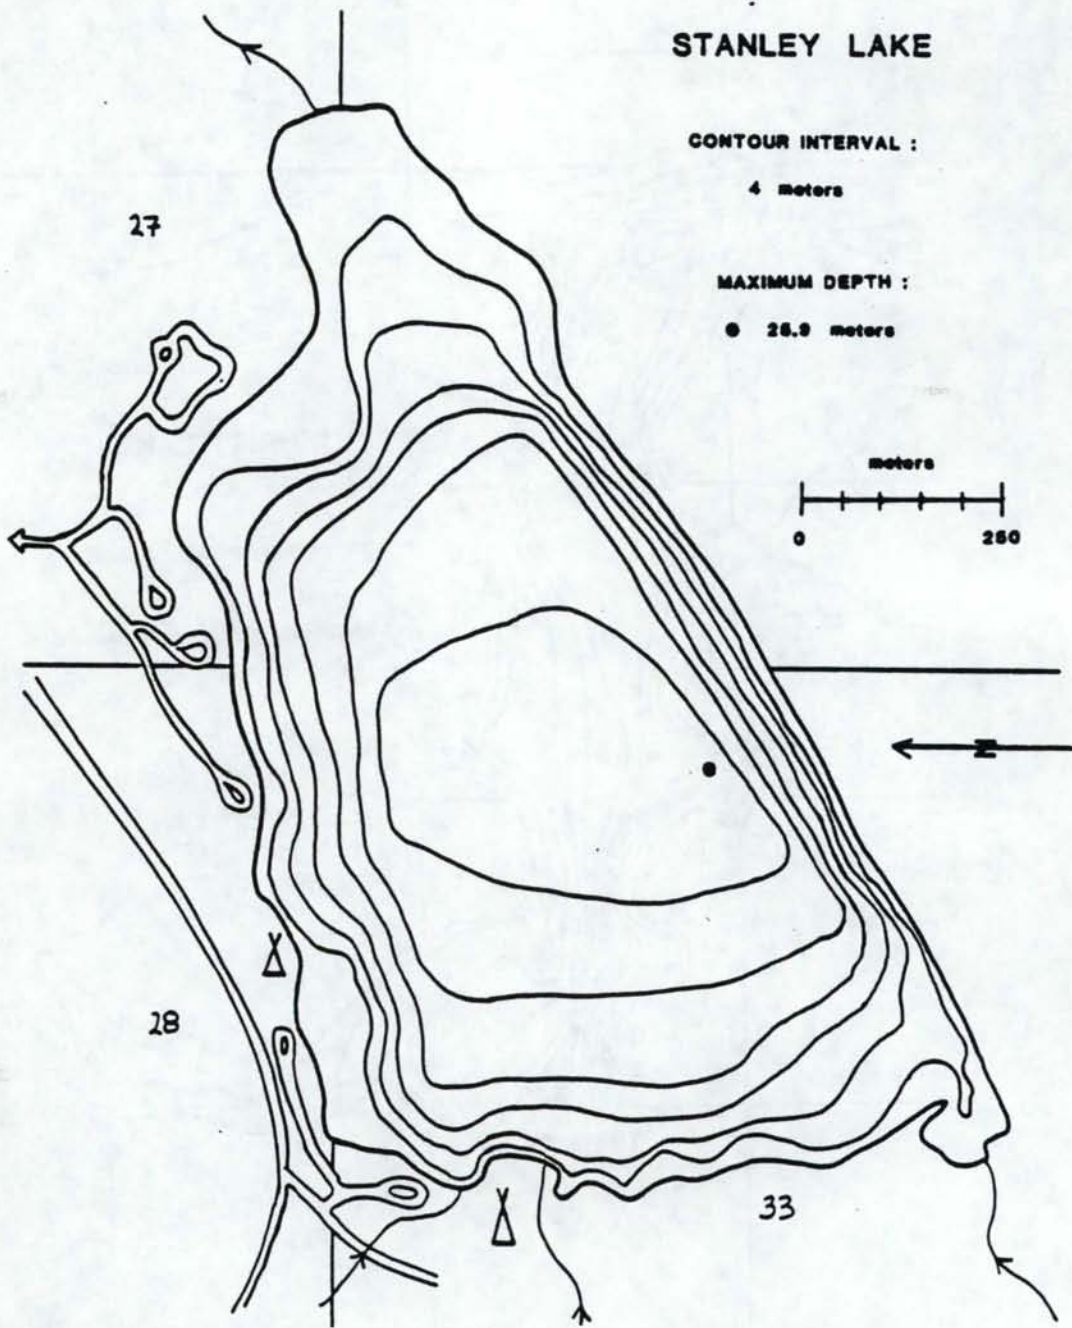 STANLEY LAKE
CONTOUR INTERVAL :
4 meters
MAXIMUM DEPTH :
meters
meters
0 250
27
N
28
33